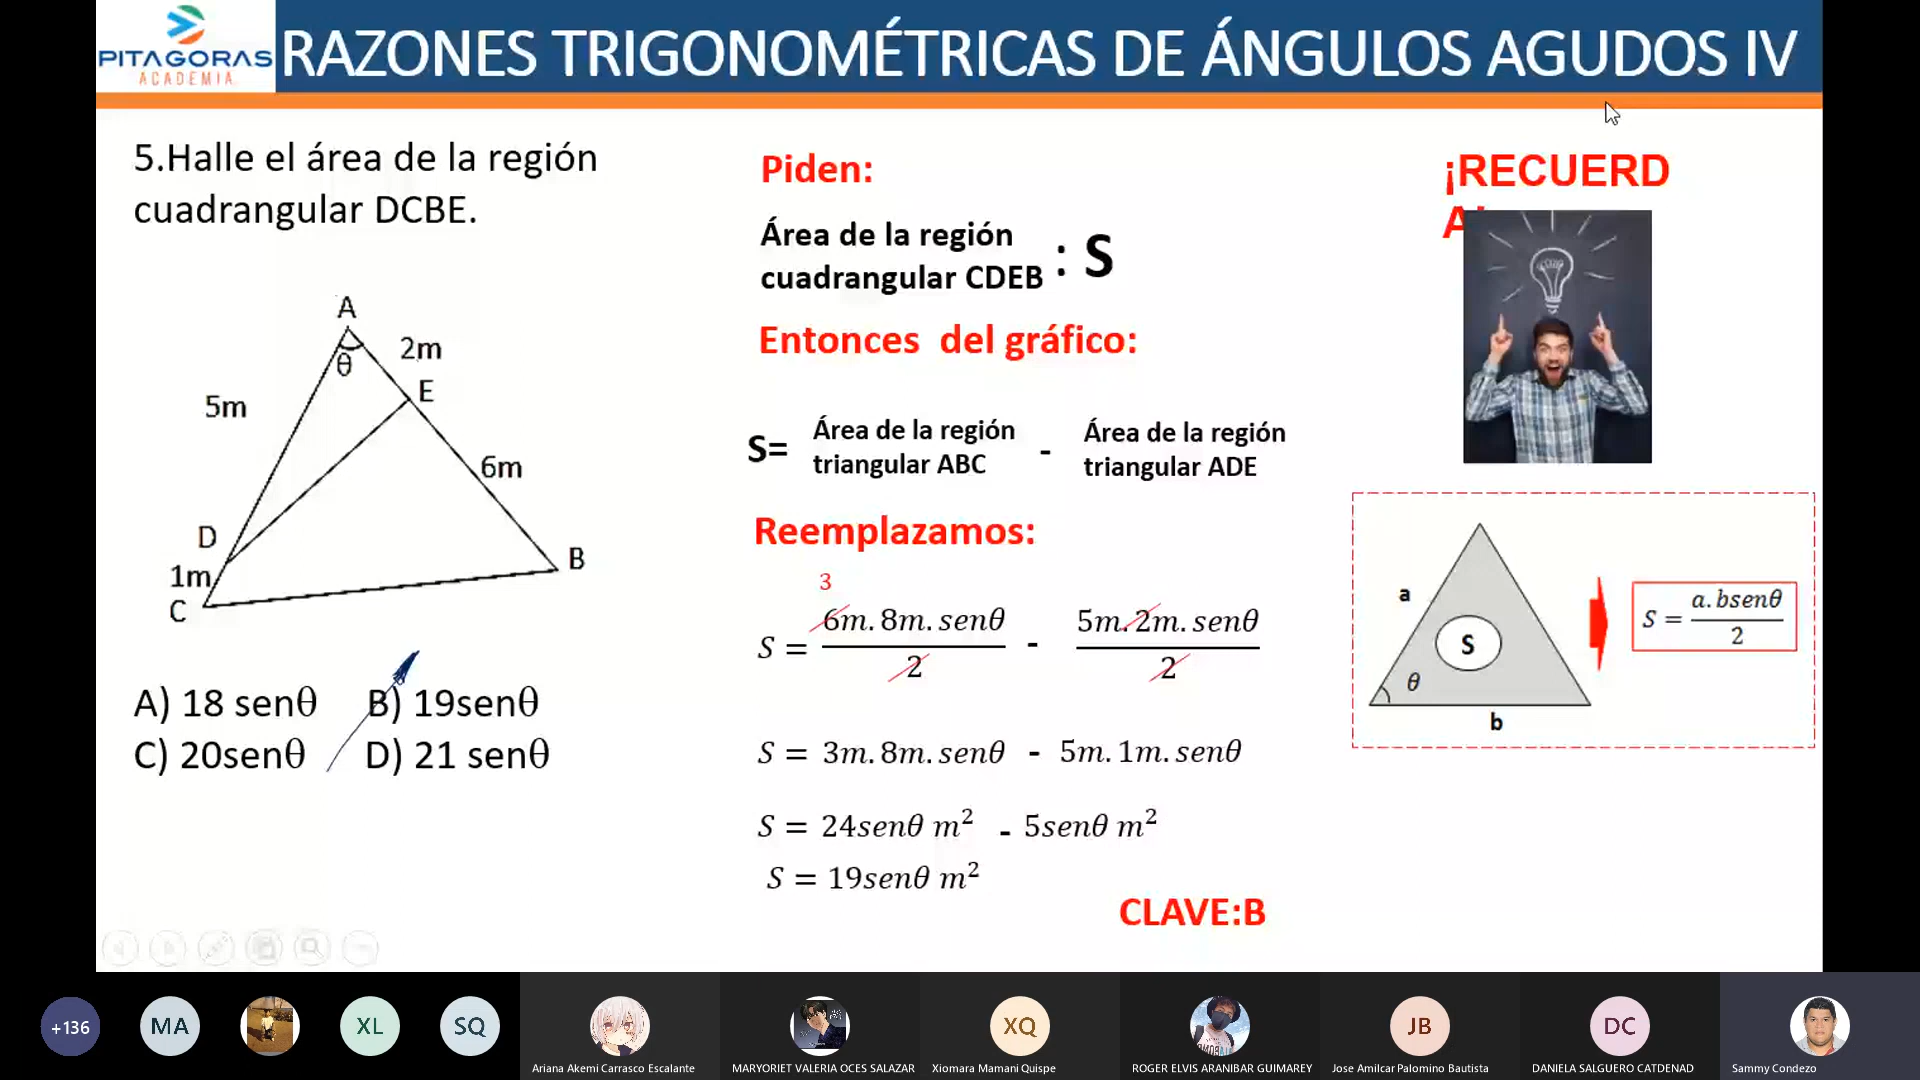 PITAGORAS
ACADEMIA
RAZONES TRIGONOMÉTRICAS DE ÁNGULOS AGUDOS IV
5.Halle el área de la región
cuadrangular DCBE.
A
θ
2m
E
5m
6m
D
1m
C
B
A) 18 senθ B) 19senθ
C) 20senθ D) 21 senθ
Piden:
Área de la región
cuadrangular CDEB : S
Entonces del gráfico:
S= Área de la región
triangular ABC - Área de la región
triangular ADE
Reemplazamos:
3
S = 6m. 8m. senθ / 2 - 5m. 2m. senθ / 2
S = 3m. 8m. senθ - 5m. 1m. senθ
S = 24senθ m² - 5senθ m²
S = 19senθ m²
CLAVE:B
¡RECUERD
A!
a
S
θ
b
S = a. bsenθ / 2
+136
MA
XL
SQ
XQ
JB
DC
Ariana Akemi Carrasco Escalante
MARYORIET VALERIA OCES SALAZAR
Xiomara Mamani Quispe
ROGER ELVIS ARANIBAR GUIMAREY
Jose Amilcar Palomino Bautista
DANIELA SALGUERO CATDENAD
Sammy Condezo